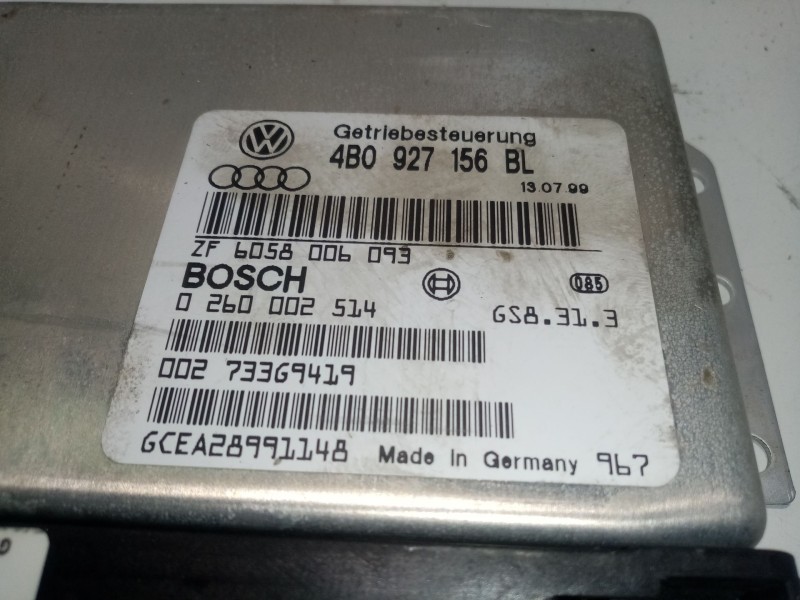 Getriebesteuerung
4B0 927 156 BL
13.07.99
ZF 6058 006 093
BOSCH
085
0 260 002 514
GS8.31.3
002 733G9419
GCEA28991148 Made in Germany 967